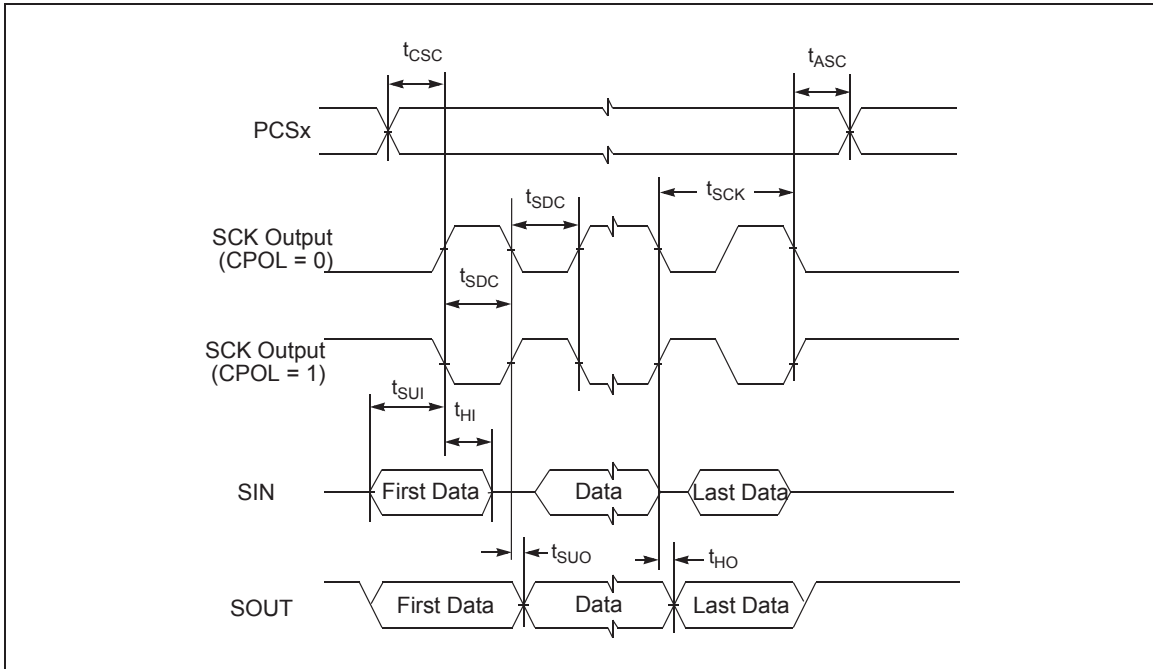 tCSC
tASC
PCSx
tSCK
tSDC
SCK Output
(CPOL = 0)
tSDC
SCK Output
(CPOL = 1)
tSUI
tHI
SIN
First Data
Data
Last Data
tSUO
tHO
SOUT
First Data
Data
Last Data